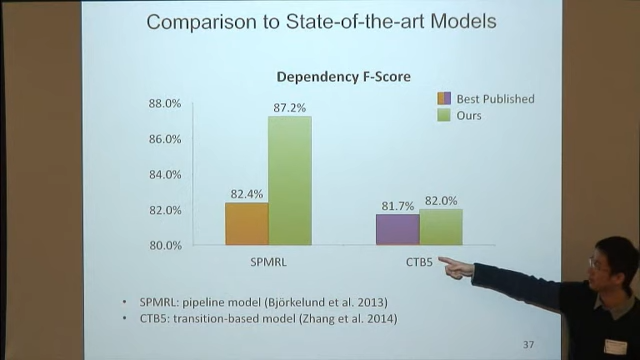 Comparison to State-of-the-art Models
Dependency F-Score
Best Published
Ours
88.0%
86.0%
84.0%
82.0%
80.0%
87.2%
82.4%
81.7%
82.0%
SPMRL
CTB5
• SPMRL: pipeline model (Björkelund et al. 2013)
• CTB5: transition-based model (Zhang et al. 2014)
37